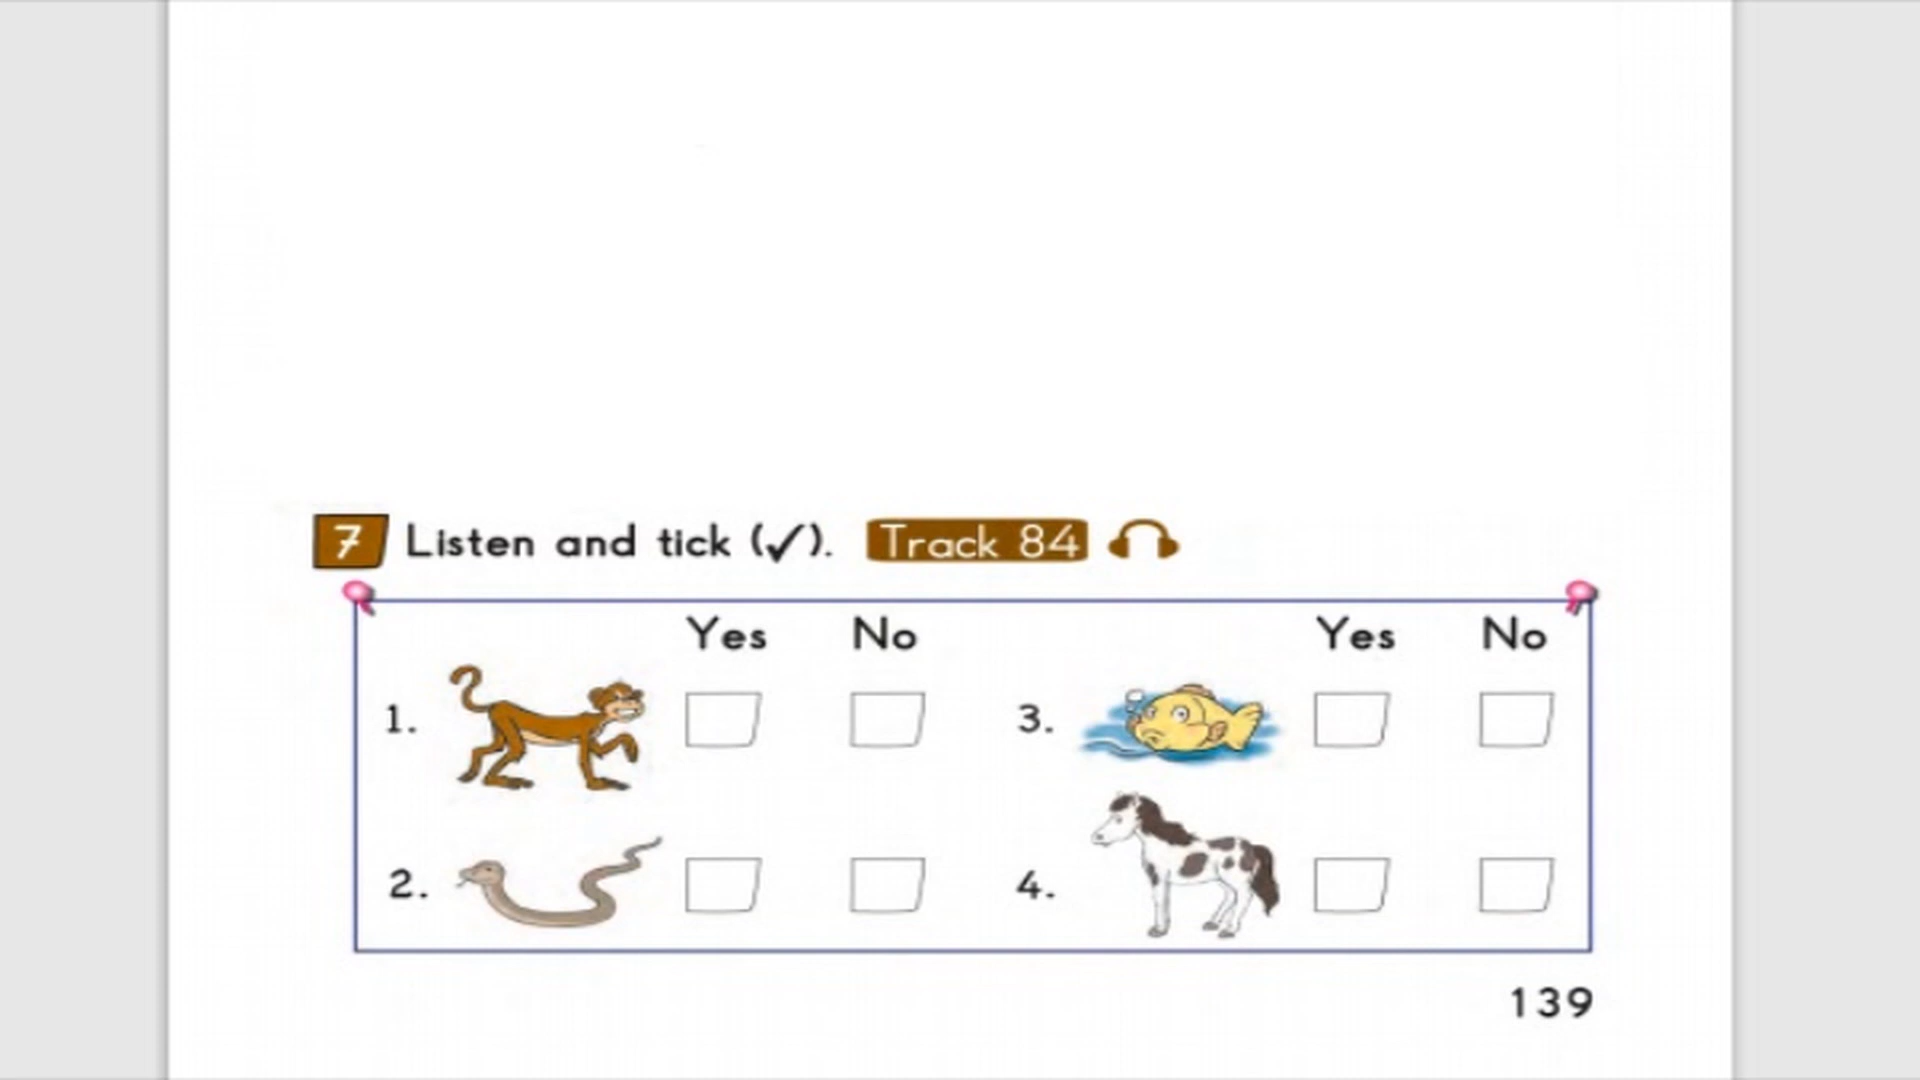 7 Listen and tick (✓). Track 84
Yes No Yes No
1. 3.
2. 4.
139